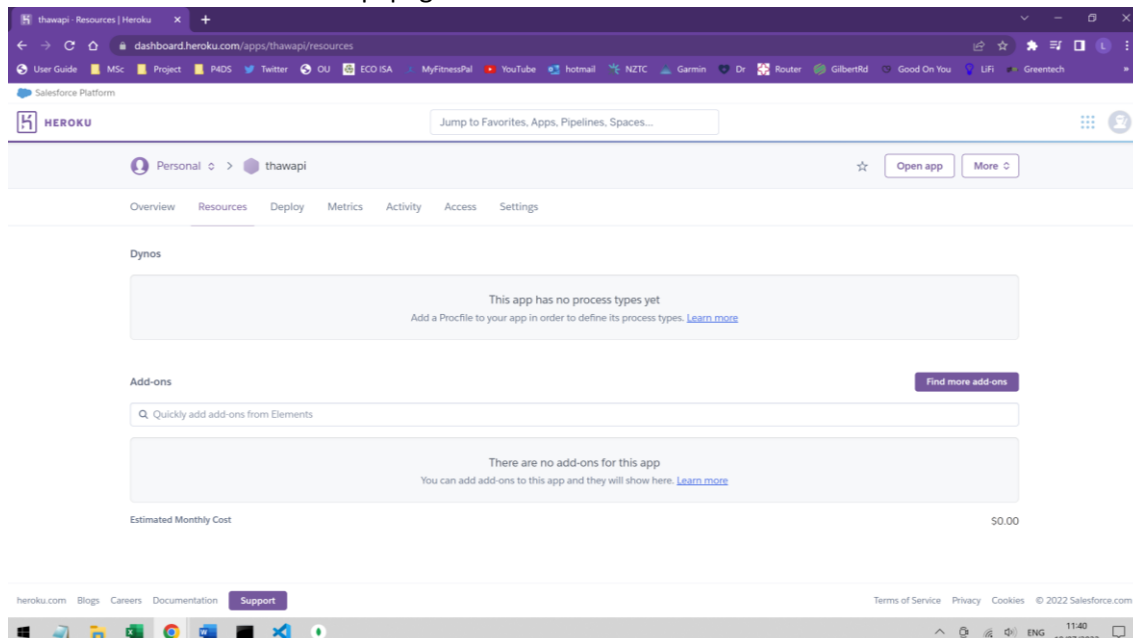 thawapi · Resources | Heroku
dashboard.heroku.com/apps/thawapi/resources
User Guide MSc Project P4DS Twitter OU ECO ISA MyFitnessPal YouTube hotmail NZTC Garmin Dr Router GilbertRd Good On You LiFi Greentech
Salesforce Platform
HEROKU
Jump to Favorites, Apps, Pipelines, Spaces...
Personal > thawapi
Open app More
Overview Resources Deploy Metrics Activity Access Settings
Dynos
This app has no process types yet
Add a Procfile to your app in order to define its process types. Learn more
Add-ons
Find more add-ons
Quickly add add-ons from Elements
There are no add-ons for this app
You can add add-ons to this app and they will show here. Learn more
Estimated Monthly Cost $0.00
heroku.com Blogs Careers Documentation Support Terms of Service Privacy Cookies © 2022 Salesforce.com
ENG 11:40